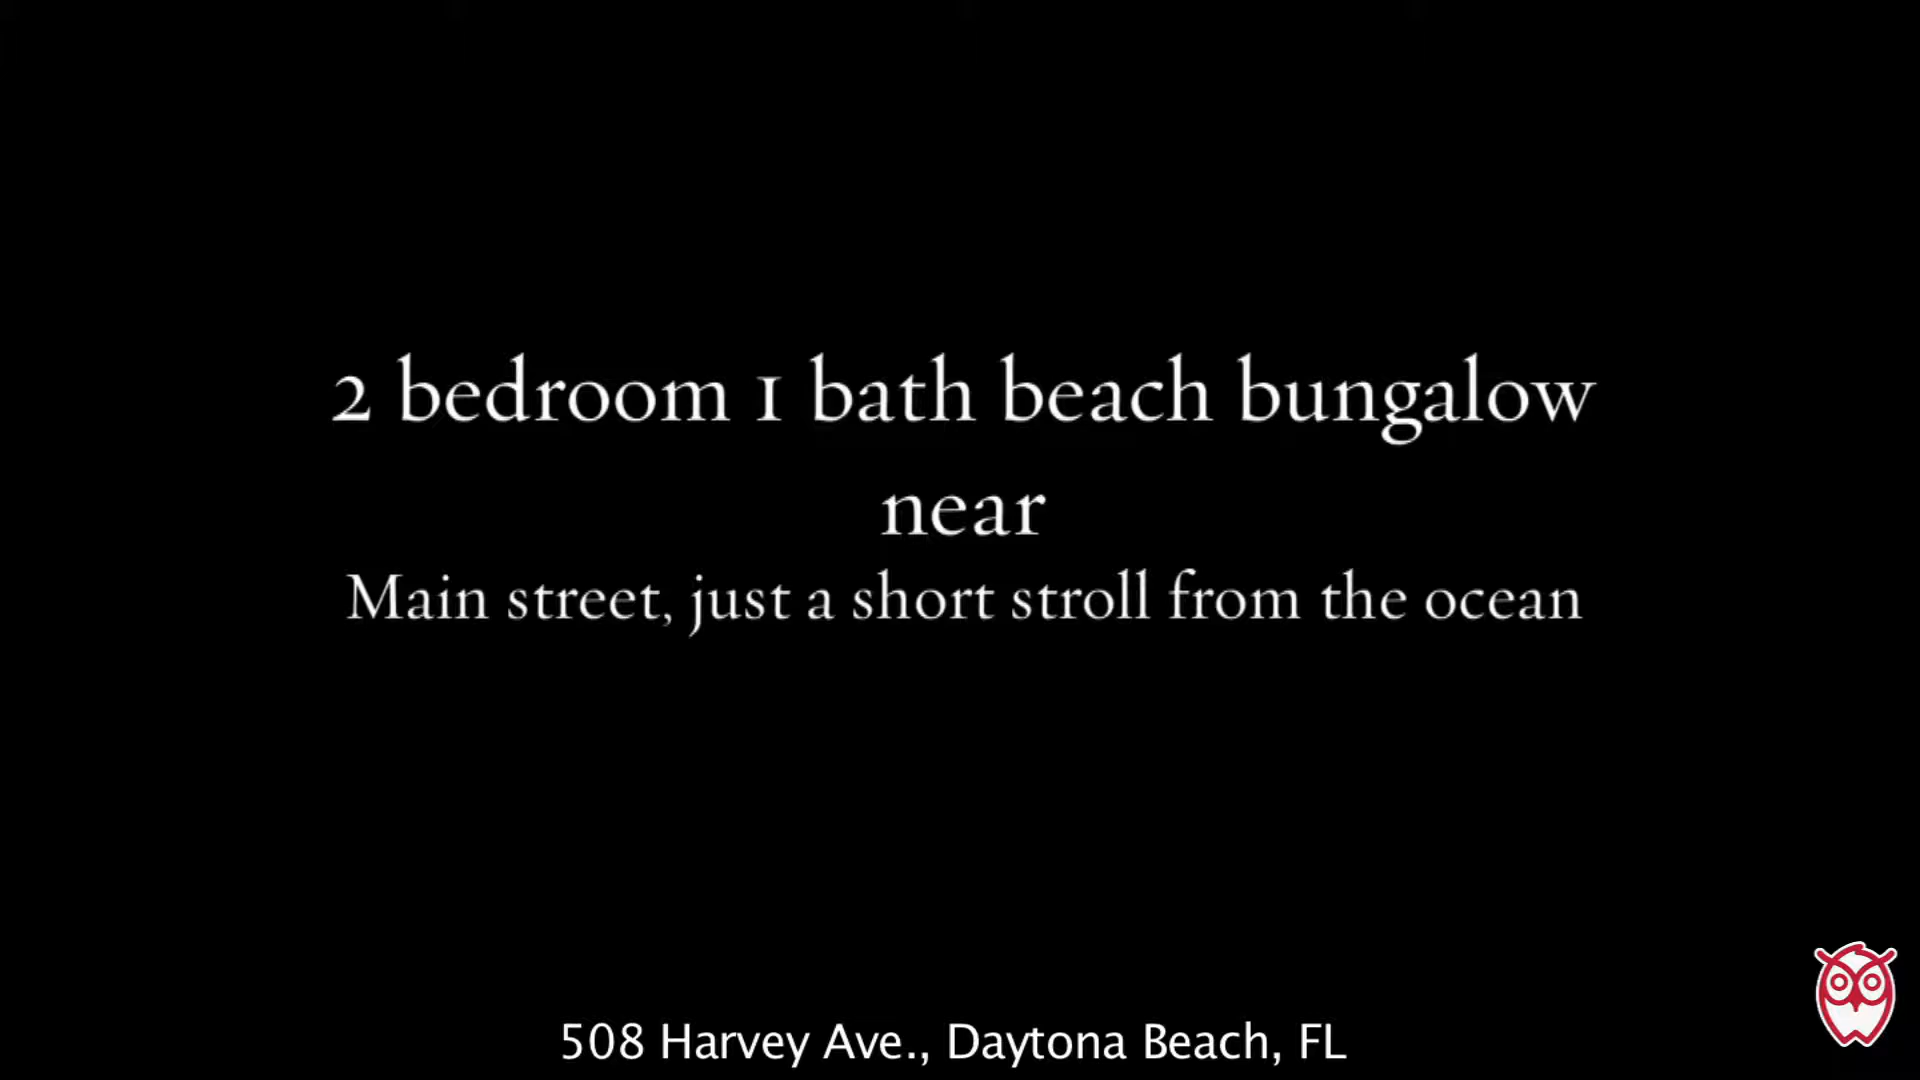 2 bedroom 1 bath beach bungalow
near
Main street, just a short stroll from the ocean
508 Harvey Ave., Daytona Beach, FL